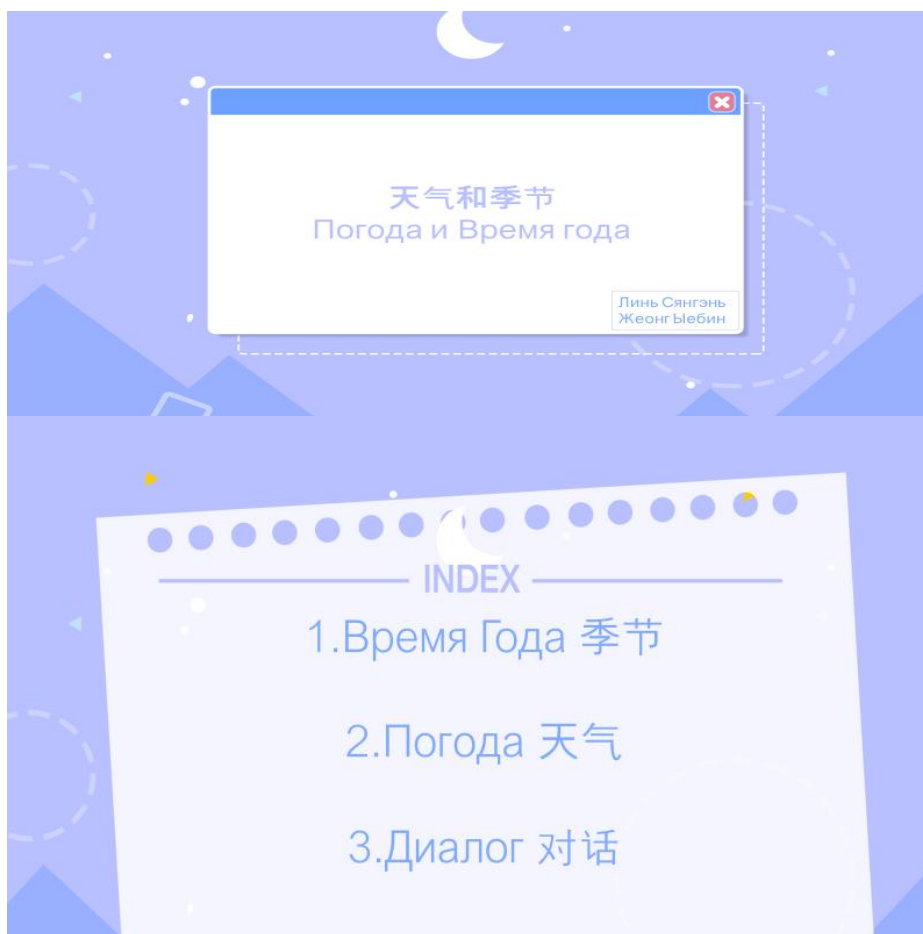 天气和季节
Погода и Время года
Линь Сянгэнь
Жеонг Ыебин
INDEX
1.Время Года 季节
2.Погода 天气
3.Диалог 对话